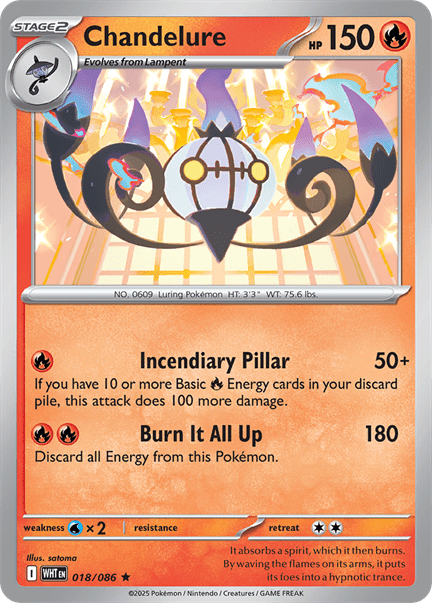 STAGE2 Chandelure HP 150
Evolves from Lampent
NO. 0609 Luring Pokémon HT: 3'3" WT: 75.6 lbs.
Incendiary Pillar 50+
If you have 10 or more Basic Energy cards in your discard
pile, this attack does 100 more damage.
Burn It All Up 180
Discard all Energy from this Pokémon.
weakness ×2 resistance retreat
Illus. satoma
I WHT EN 018/086 ★
It absorbs a spirit, which it then burns.
By waving the flames on its arms, it puts
its foes into a hypnotic trance.
©2025 Pokémon / Nintendo / Creatures / GAME FREAK